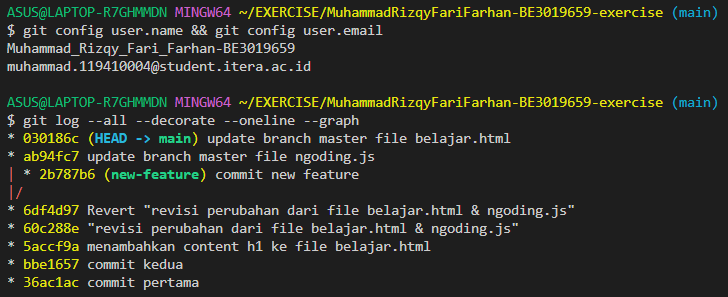 ASUS@LAPTOP-R7GHMMDN MINGW64 ~/EXERCISE/MuhammadRizqyFariFarhan-BE3019659-exercise (main)
$ git config user.name && git config user.email
Muhammad_Rizqy_Fari_Farhan-BE3019659
muhammad.119410004@student.itera.ac.id

ASUS@LAPTOP-R7GHMMDN MINGW64 ~/EXERCISE/MuhammadRizqyFariFarhan-BE3019659-exercise (main)
$ git log --all --decorate --oneline --graph
* 030186c (HEAD -> main) update branch master file belajar.html
* ab94fc7 update branch master file ngoding.js
| * 2b787b6 (new-feature) commit new feature
|/
* 6df4d97 Revert "revisi perubahan dari file belajar.html & ngoding.js"
* 60c288e "revisi perubahan dari file belajar.html & ngoding.js"
* 5accf9a menambahkan content h1 ke file belajar.html
* bbe1657 commit kedua
* 36ac1ac commit pertama